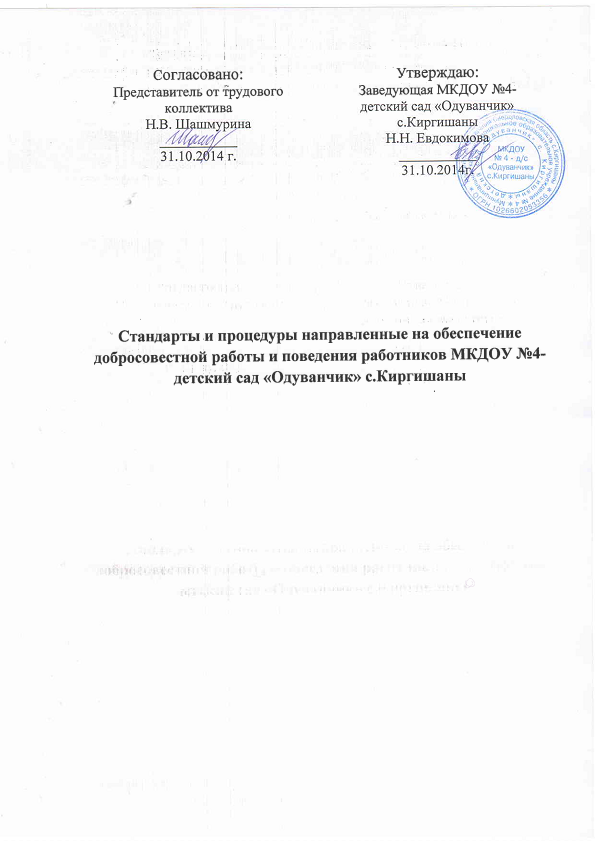 Согласовано:
Представитель от трудового
коллектива
Н.В. Шашмурина
31.10.2014 г.
Утверждаю:
Заведующая МКДОУ №4-
детский сад «Одуванчик»
с.Киргишаны
Н.Н. Евдокимова
31.10.2014г.
МКДОУ
№ 4 - д/с
«Одуванчик»
с.Киргишаны
Стандарты и процедуры направленные на обеспечение
добросовестной работы и поведения работников МКДОУ №4-
детский сад «Одуванчик» с.Киргишаны